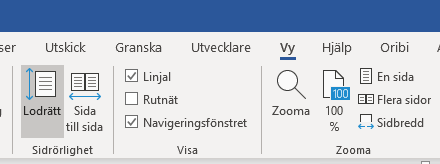 Utskick Granska Utvecklare Vy Hjälp Oribi
Lodrätt
Sida
till sida
Linjal
Rutnät
Navigeringsfönstret
Zooma
100
100
%
En sida
Flera sidor
Sidbredd
Sidrörlighet Visa Zooma